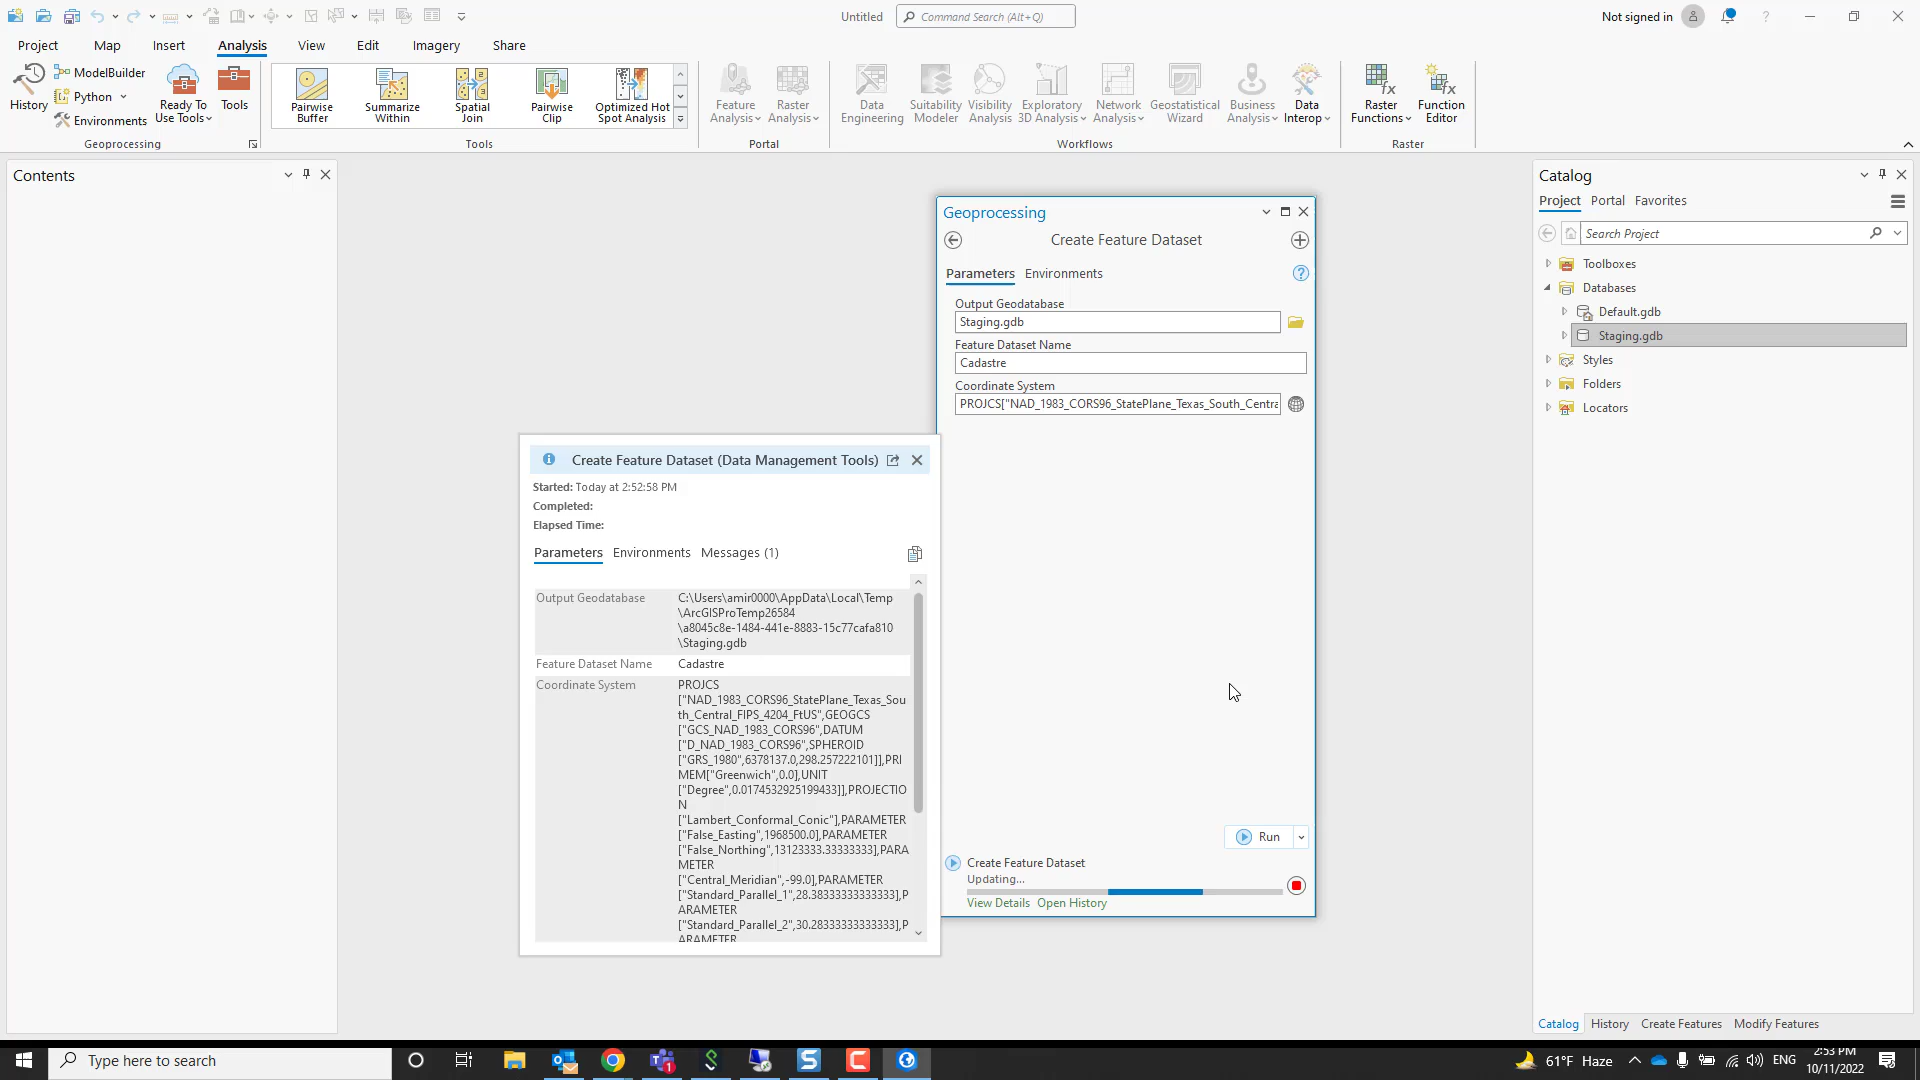 Untitled
Command Search (Alt+Q)
Not signed in
Project
Map
Insert
Analysis
View
Edit
Imagery
Share
History
ModelBuilder
Python
Environments
Ready To
Use Tools
Tools
Geoprocessing
Pairwise
Buffer
Summarize
Within
Spatial
Join
Pairwise
Clip
Optimized Hot
Spot Analysis
Tools
Feature
Analysis
Raster
Analysis
Portal
Data
Engineering
Suitability
Modeler
Visibility
Analysis
Exploratory
3D Analysis
Network
Analysis
Geostatistical
Wizard
Business
Analysis
Data
Interop
Workflows
Raster
Functions
Function
Editor
Raster
Contents
Geoprocessing
Create Feature Dataset
Parameters Environments
Output Geodatabase
Staging.gdb
Feature Dataset Name
Cadastre
Coordinate System
PROJCS["NAD_1983_CORS96_StatePlane_Texas_South_Centra
Run
Create Feature Dataset
Updating...
View Details Open History
Create Feature Dataset (Data Management Tools)
Started: Today at 2:52:58 PM
Completed:
Elapsed Time:
Parameters Environments Messages (1)
Output Geodatabase
C:\Users\amir0000\AppData\Local\Temp
\ArcGISProTemp26584
\a8045c8e-1484-441e-8883-15c77cafa810
\Staging.gdb
Feature Dataset Name Cadastre
Coordinate System PROJCS
["NAD_1983_CORS96_StatePlane_Texas_Sou
th_Central_FIPS_4204_FtUS",GEOGCS
["GCS_NAD_1983_CORS96",DATUM
["D_NAD_1983_CORS96",SPHEROID
["GRS_1980",6378137.0,298.257222101]],PRI
MEM["Greenwich",0.0],UNIT
["Degree",0.0174532925199433]],PROJECTIO
N
["Lambert_Conformal_Conic"],PARAMETER
["False_Easting",1968500.0],PARAMETER
["False_Northing",13123333.33333333],PARA
METER
["Central_Meridian",-99.0],PARAMETER
["Standard_Parallel_1",28.38333333333333],P
ARAMETER
["Standard_Parallel_2",30.28333333333333],P
ARAMETER
Catalog
Project Portal Favorites
Search Project
Toolboxes
Databases
Default.gdb
Staging.gdb
Styles
Folders
Locators
Catalog History Create Features Modify Features
Type here to search
61°F Haze
ENG
2:53 PM
10/11/2022